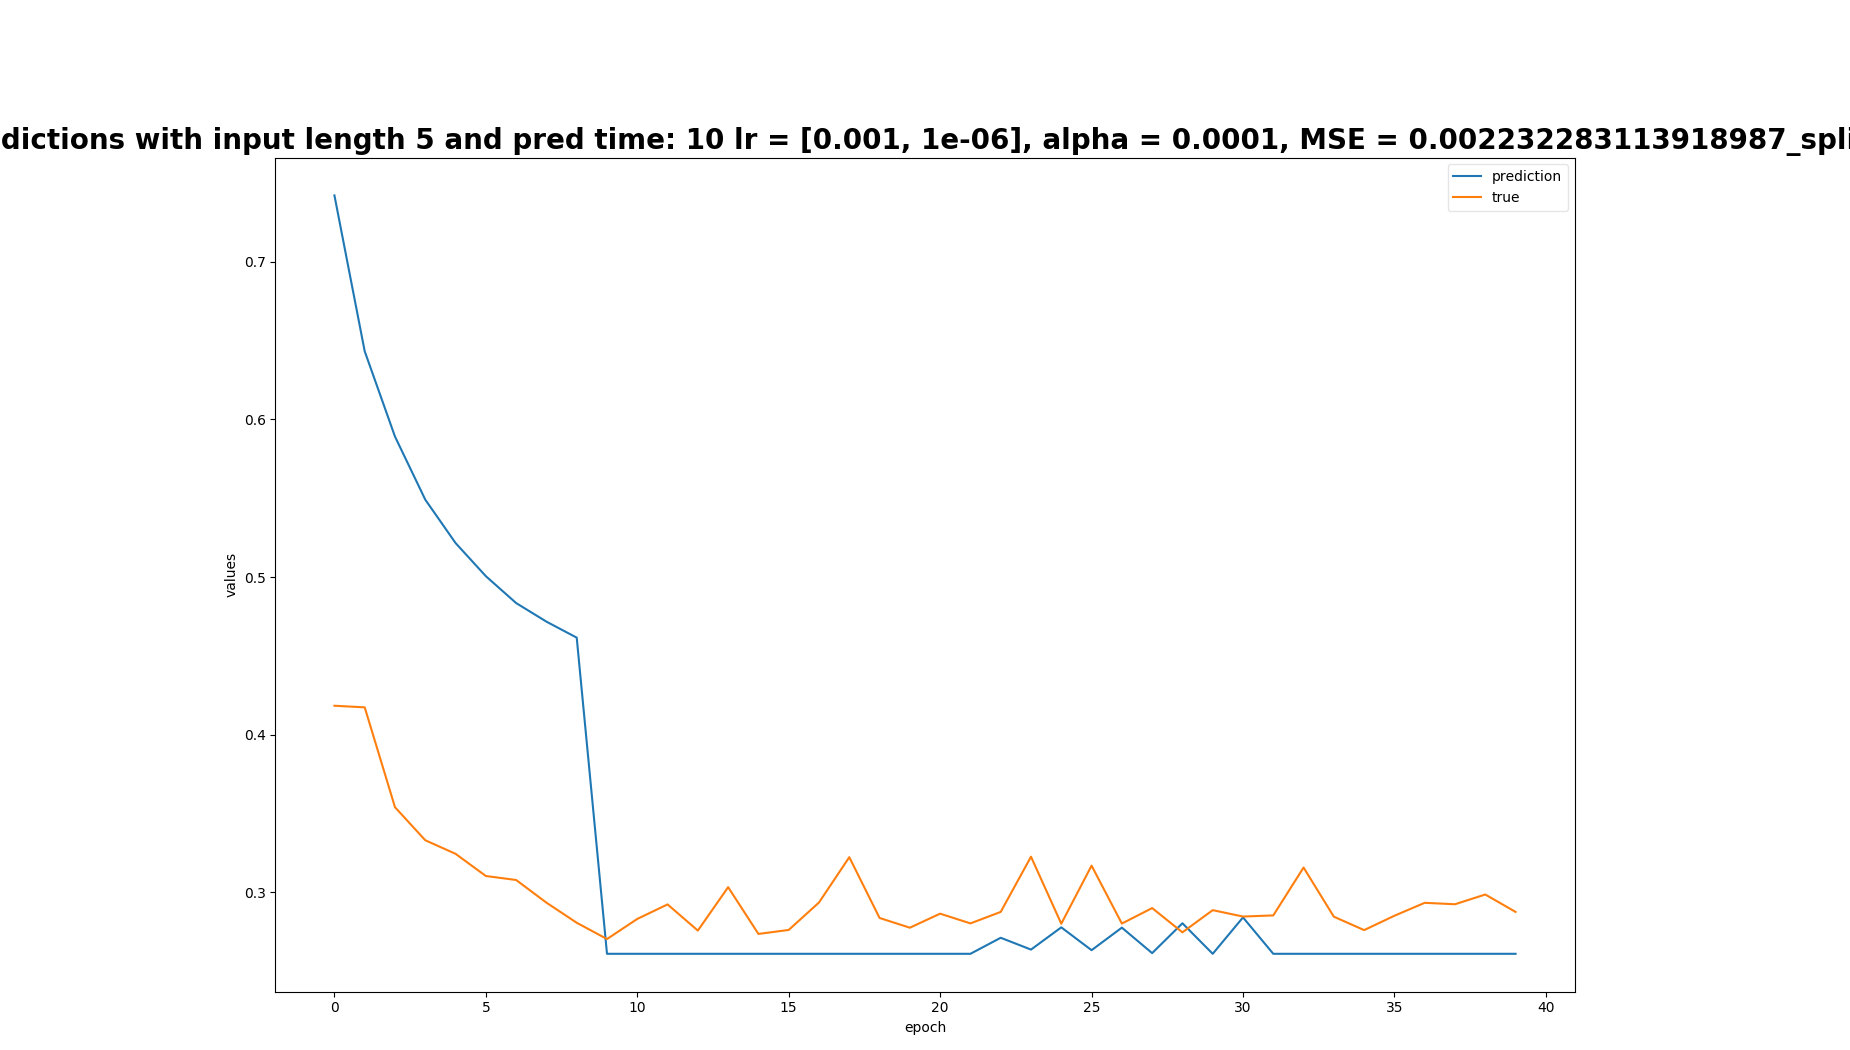 dictions with input length 5 and pred time: 10 lr = [0.001, 1e-06], alpha = 0.0001, MSE = 0.002232283113918987_spli
prediction
true
0.7
0.6
0.5
0.4
0.3
values
0 5 10 15 20 25 30 35 40
epoch